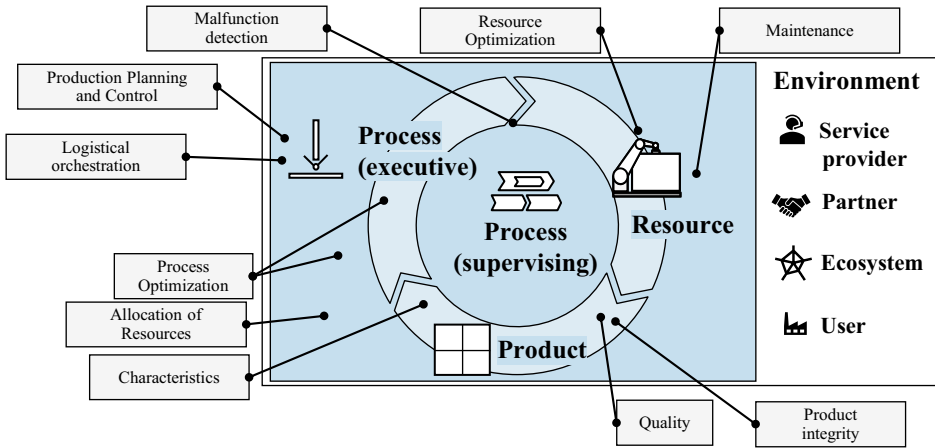 Malfunction
detection
Resource
Optimization
Maintenance
Production Planning
and Control
Logistical
orchestration
Process
(executive)
Process
(supervising)
Resource
Product
Environment
Service
provider
Partner
Ecosystem
User
Process
Optimization
Allocation of
Resources
Characteristics
Quality
Product
integrity